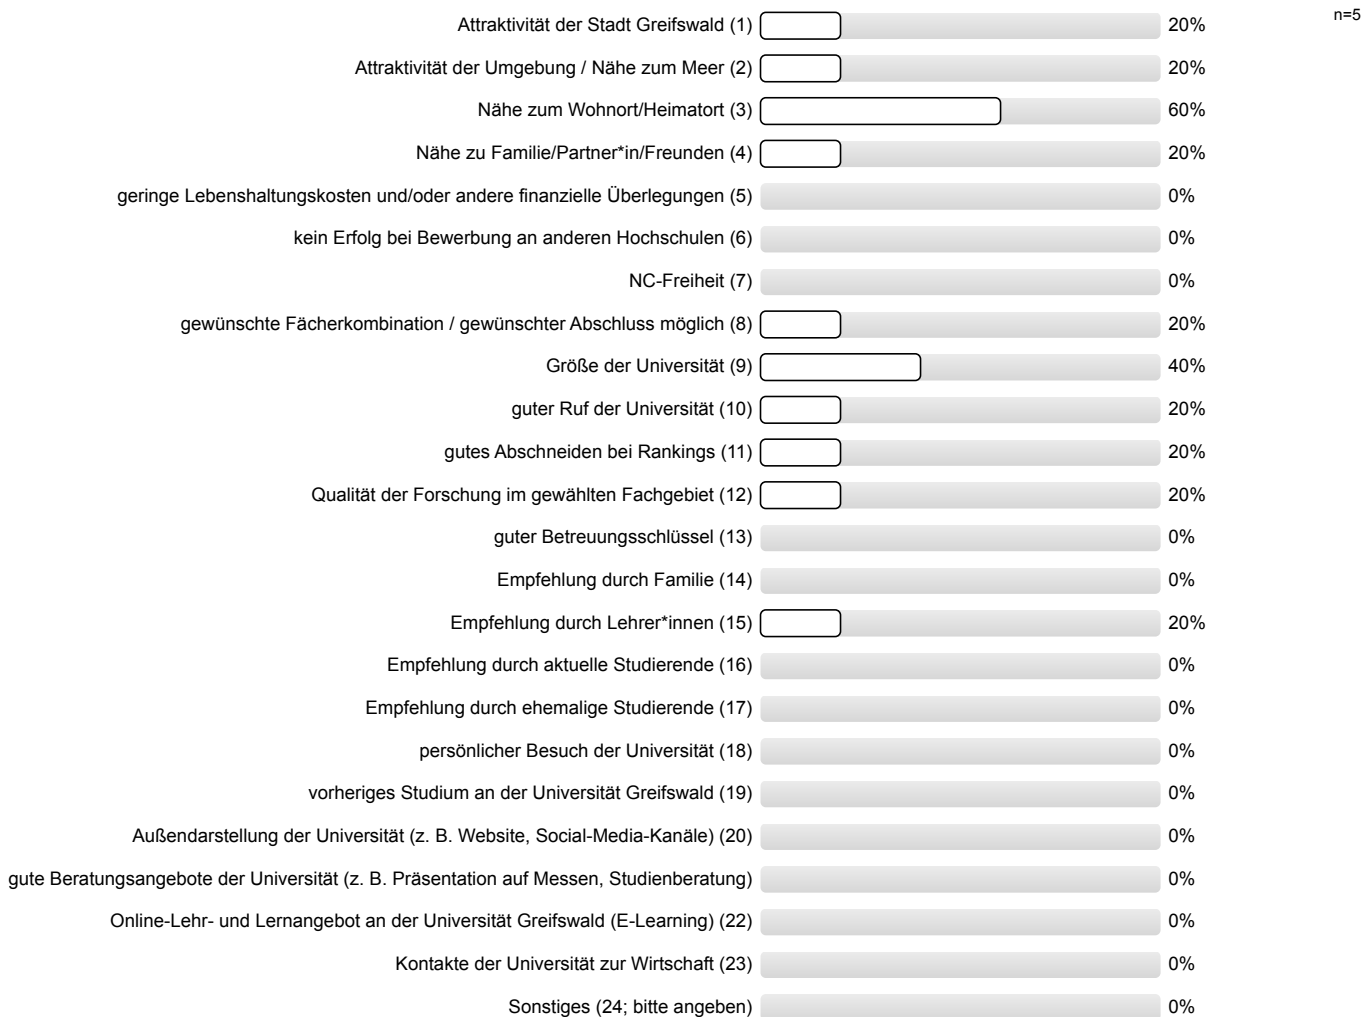 n=5
Attraktivität der Stadt Greifswald (1) 20%
Attraktivität der Umgebung / Nähe zum Meer (2) 20%
Nähe zum Wohnort/Heimatort (3) 60%
Nähe zu Familie/Partner*in/Freunden (4) 20%
geringe Lebenshaltungskosten und/oder andere finanzielle Überlegungen (5) 0%
kein Erfolg bei Bewerbung an anderen Hochschulen (6) 0%
NC-Freiheit (7) 0%
gewünschte Fächerkombination / gewünschter Abschluss möglich (8) 20%
Größe der Universität (9) 40%
guter Ruf der Universität (10) 20%
gutes Abschneiden bei Rankings (11) 20%
Qualität der Forschung im gewählten Fachgebiet (12) 20%
guter Betreuungsschlüssel (13) 0%
Empfehlung durch Familie (14) 0%
Empfehlung durch Lehrer*innen (15) 20%
Empfehlung durch aktuelle Studierende (16) 0%
Empfehlung durch ehemalige Studierende (17) 0%
persönlicher Besuch der Universität (18) 0%
vorheriges Studium an der Universität Greifswald (19) 0%
Außendarstellung der Universität (z. B. Website, Social-Media-Kanäle) (20) 0%
gute Beratungsangebote der Universität (z. B. Präsentation auf Messen, Studienberatung) 0%
Online-Lehr- und Lernangebot an der Universität Greifswald (E-Learning) (22) 0%
Kontakte der Universität zur Wirtschaft (23) 0%
Sonstiges (24; bitte angeben) 0%